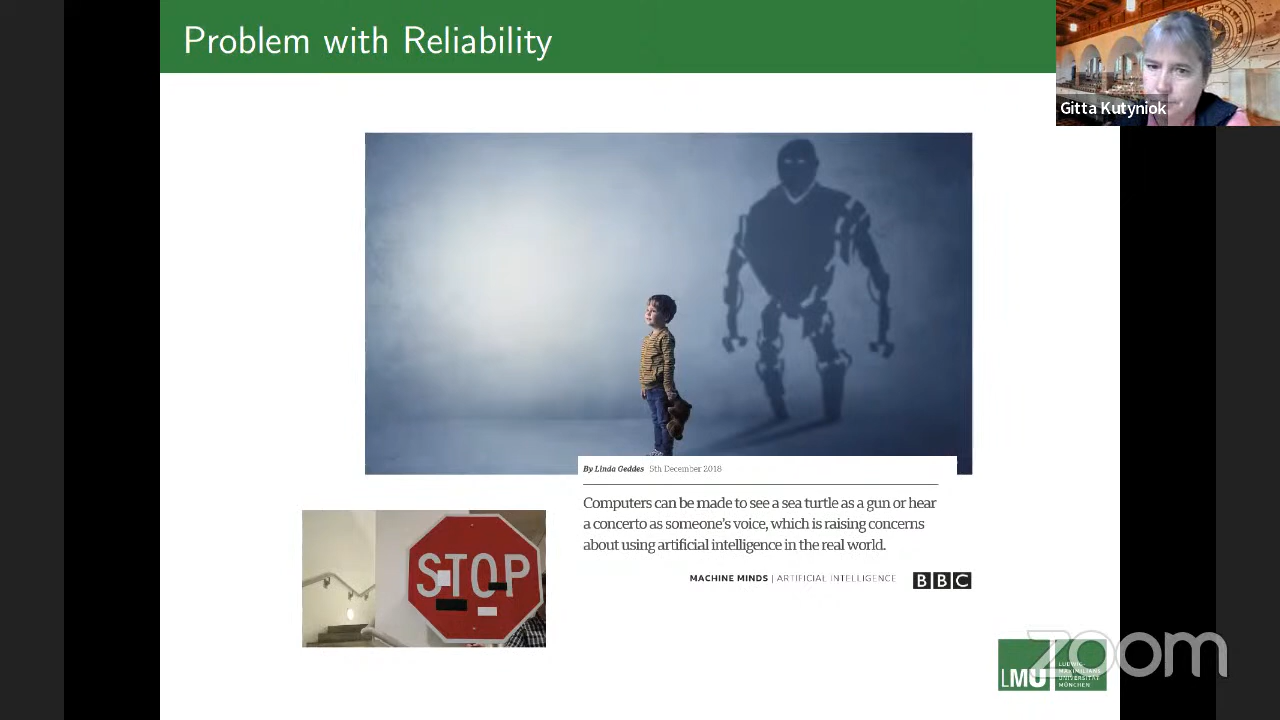 Problem with Reliability
Gitta Kutyniok
By Linda Geddes 5th December 2018
Computers can be made to see a sea turtle as a gun or hear
a concerto as someone's voice, which is raising concerns
about using artificial intelligence in the real world.
MACHINE MINDS | ARTIFICIAL INTELLIGENCE
BBC
STOP
zoom
LMU
LUDWIG-
MAXIMILIANS
UNIVERSITÄT
MÜNCHEN